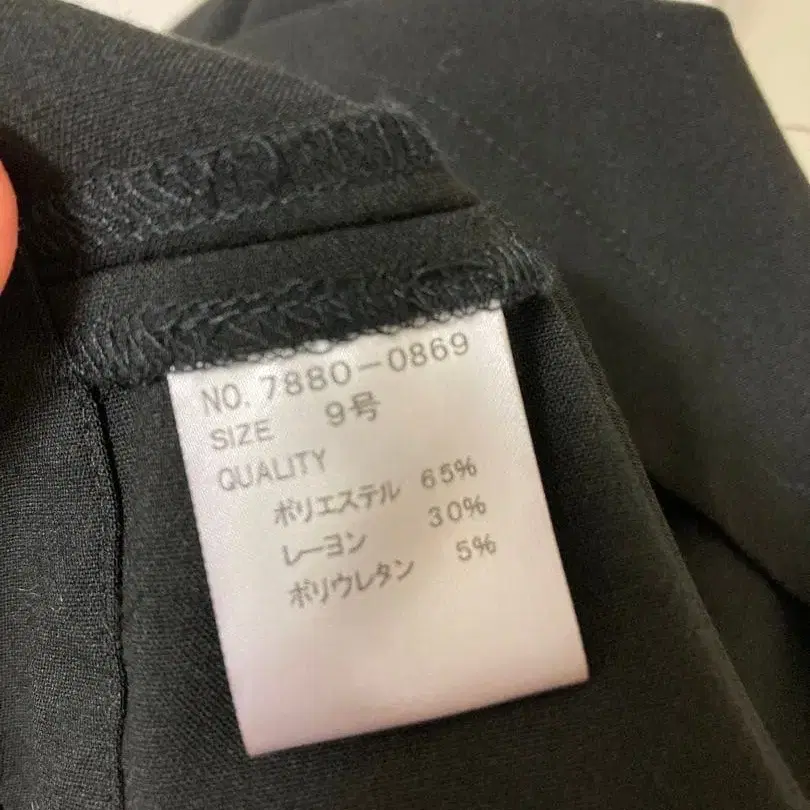 NO. 7880-0869
SIZE 9号
QUALITY
ポリエステル 65%
レーヨン 30%
ポリウレタン 5%